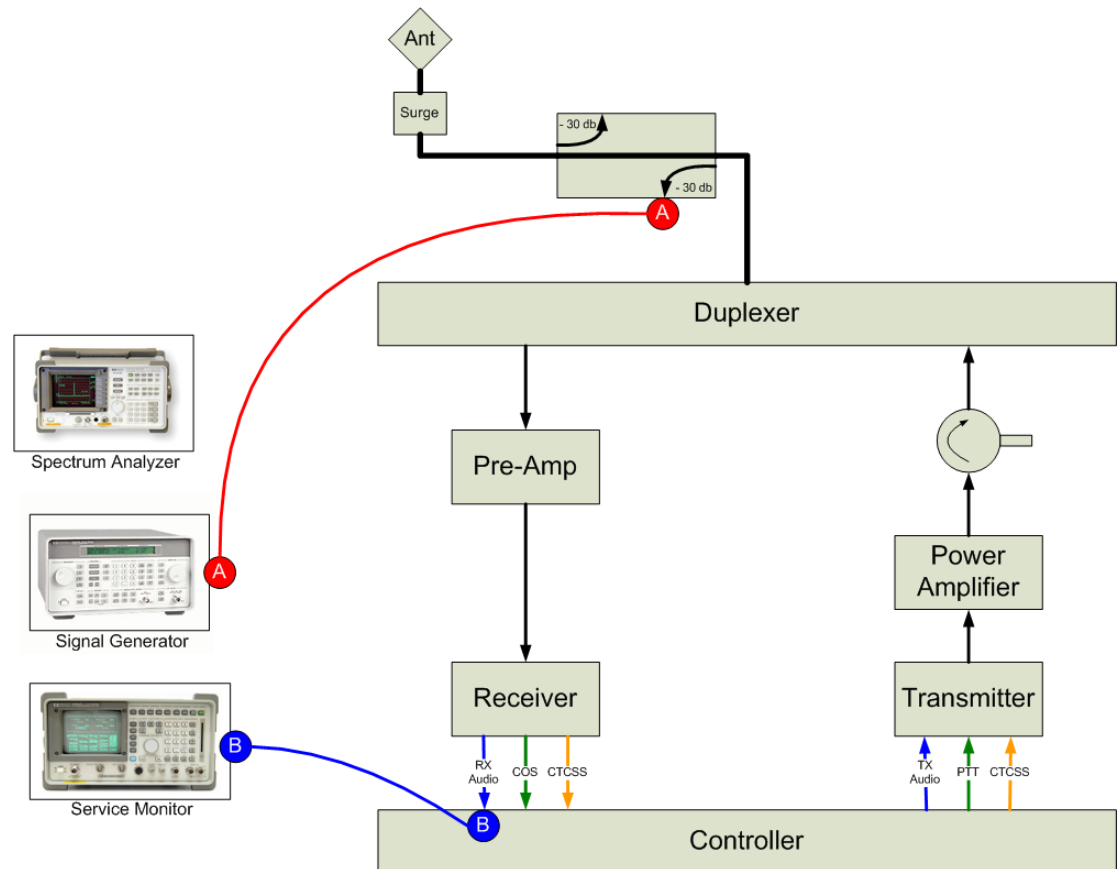 Ant
Surge
- 30 db
- 30 db
A
Duplexer
Spectrum Analyzer
Pre-Amp
A
Signal Generator
Power
Amplifier
Receiver
Transmitter
B
Service Monitor
RX
Audio
COS
CTCSS
TX
Audio
PTT
CTCSS
B
Controller